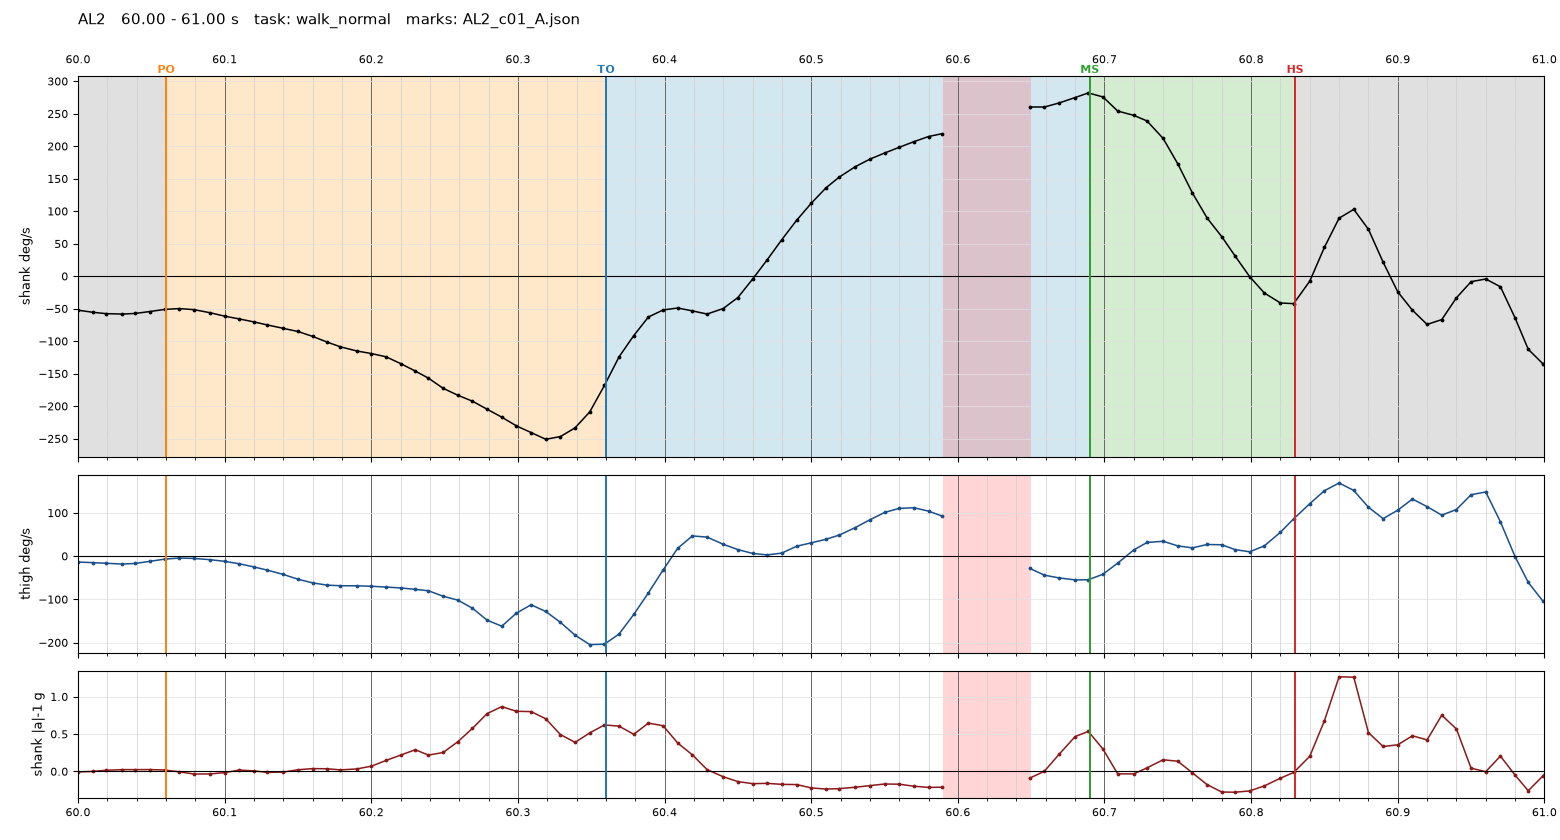 AL2   60.00 - 61.00 s   task: walk_normal   marks: AL2_c01_A.json
60.0 60.1 60.2 60.3 60.4 60.5 60.6 60.7 60.8 60.9 61.0
PO TO MS HS
300
250
200
150
100
50
0
−50
−100
−150
−200
−250
shank deg/s
100
0
−100
−200
thigh deg/s
1.0
0.5
0.0
shank |a|-1 g
60.0 60.1 60.2 60.3 60.4 60.5 60.6 60.7 60.8 60.9 61.0